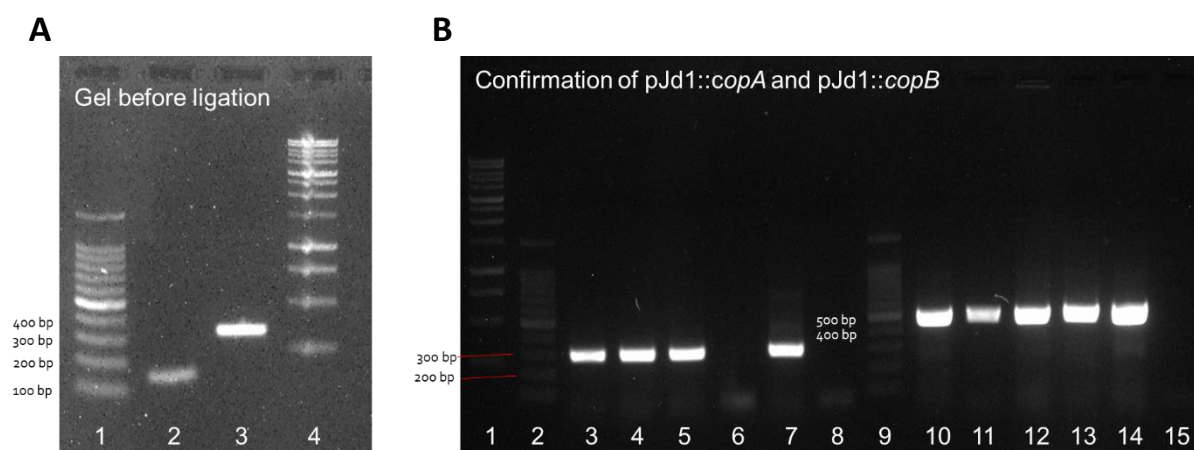 A
B
Gel before ligation
400 bp
300 bp
200 bp
100 bp
1 2 3 4
Confirmation of pJd1::copA and pJd1::copB
300 bp
200 bp
500 bp
400 bp
1 2 3 4 5 6 7 8 9 10 11 12 13 14 15